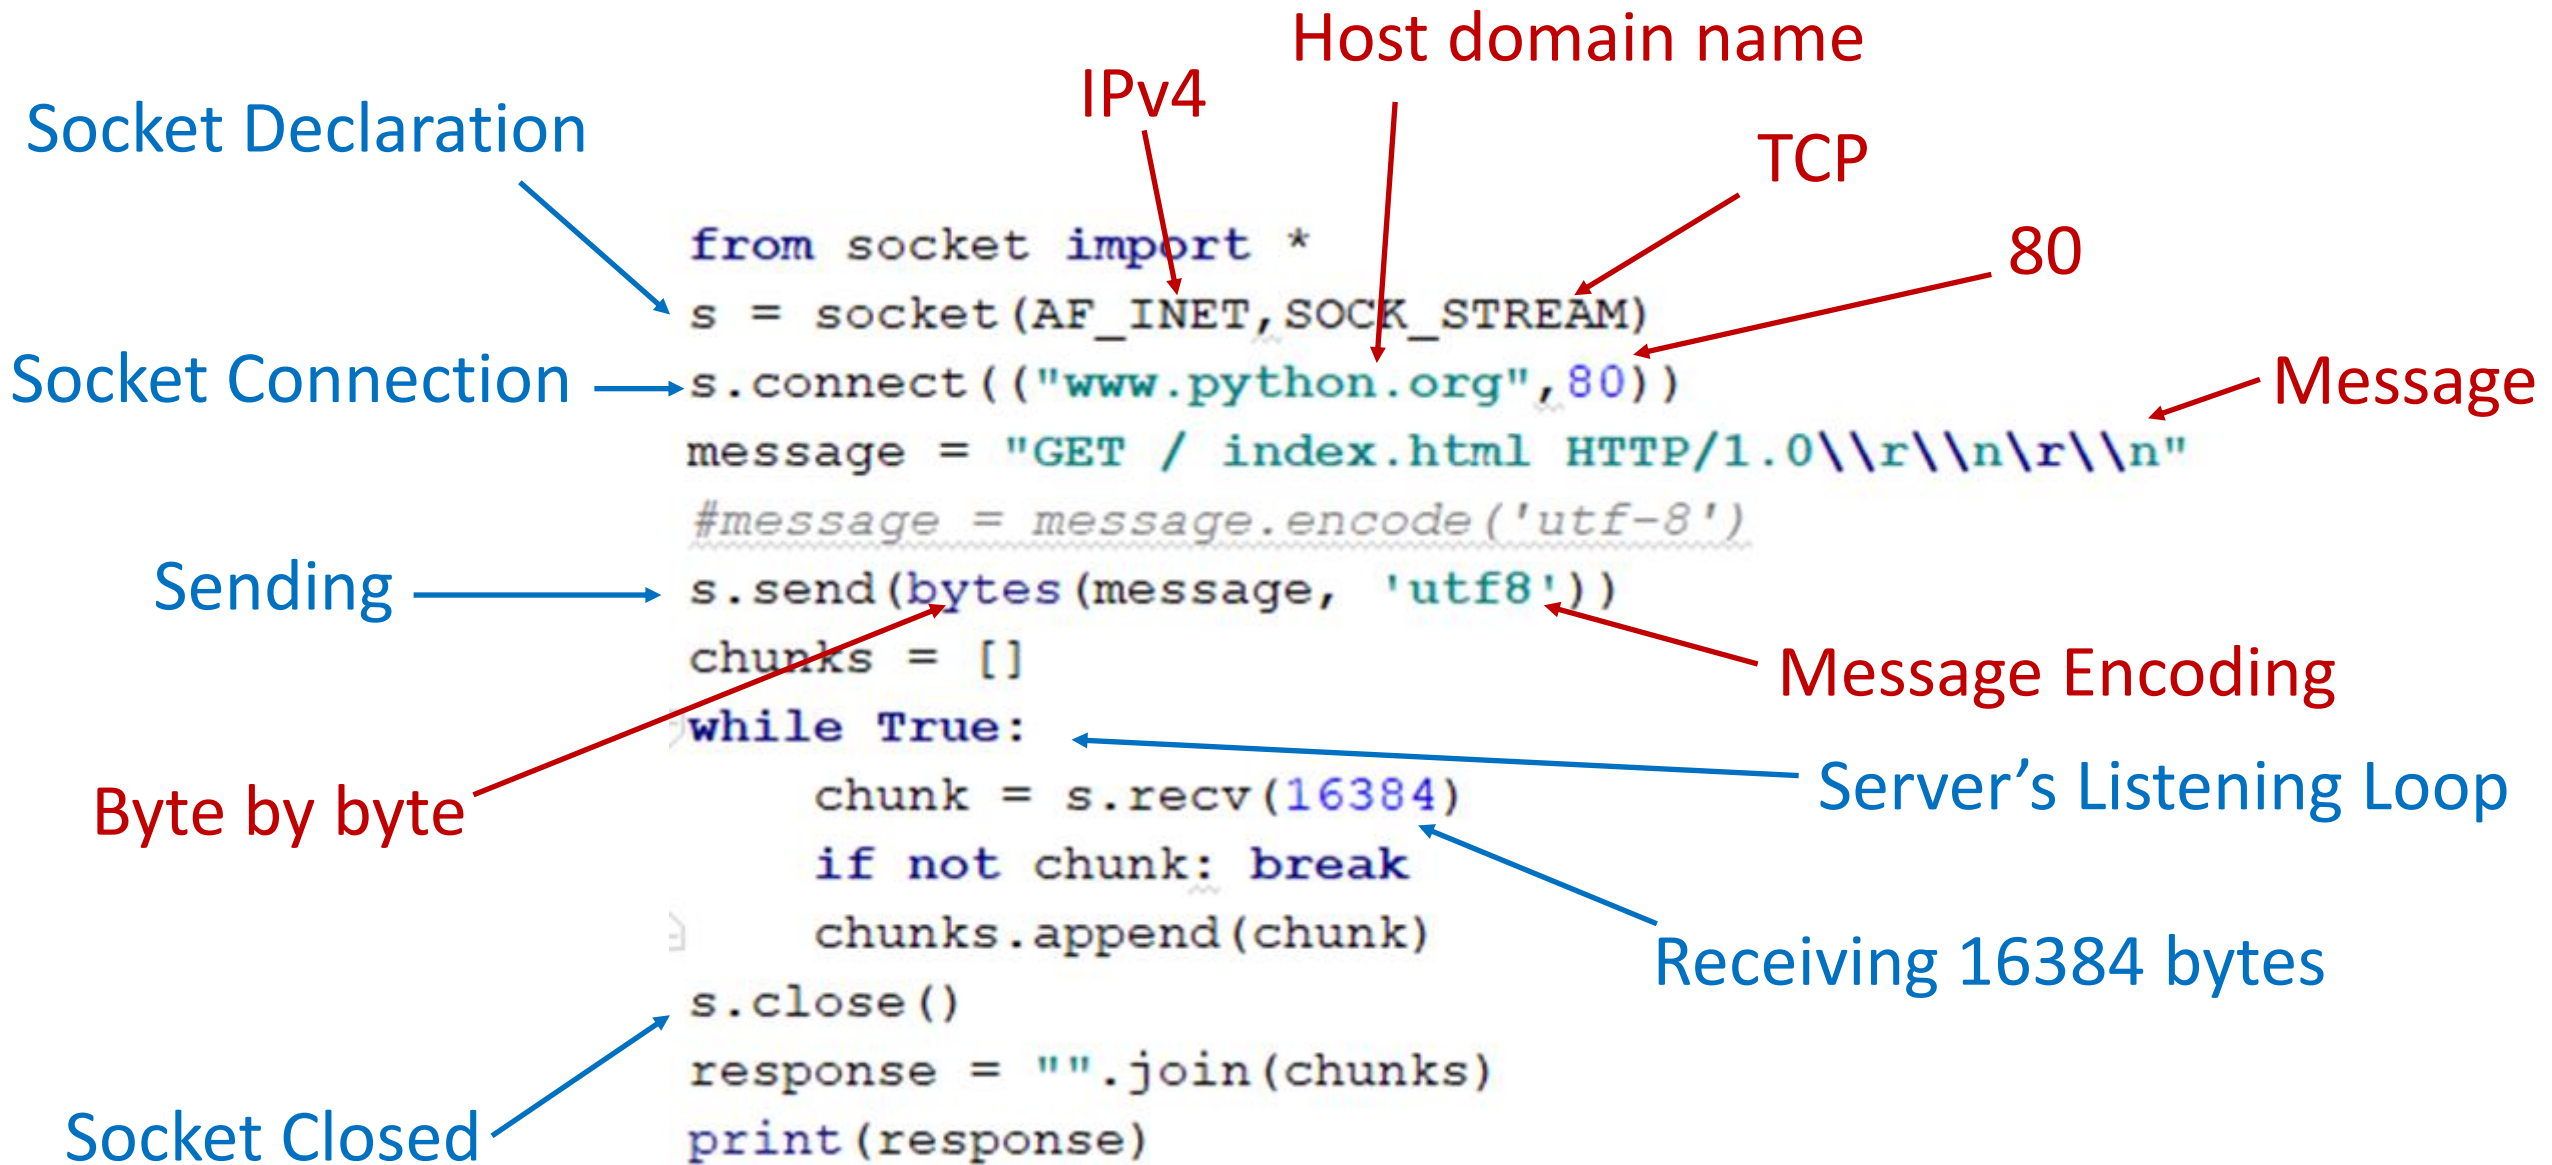 Host domain name
IPv4
Socket Declaration
TCP
from socket import *
80
s = socket(AF_INET,SOCK_STREAM)
Socket Connection
s.connect(("www.python.org",80))
Message
message = "GET / index.html HTTP/1.0\\r\\n\r\\n"
#message = message.encode('utf-8')
Sending
s.send(bytes(message, 'utf8'))
chunks = []
Message Encoding
while True:
Server’s Listening Loop
Byte by byte
    chunk = s.recv(16384)
    if not chunk: break
    chunks.append(chunk)
Receiving 16384 bytes
s.close()
response = "".join(chunks)
Socket Closed
print(response)